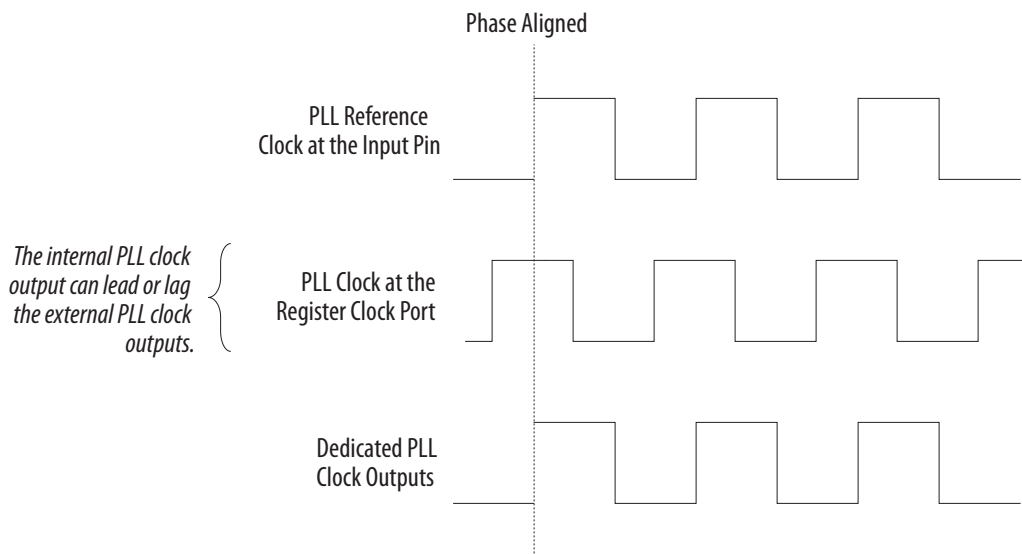 Phase Aligned
PLL Reference
Clock at the Input Pin
The internal PLL clock
output can lead or lag
the external PLL clock
outputs.
PLL Clock at the
Register Clock Port
Dedicated PLL
Clock Outputs